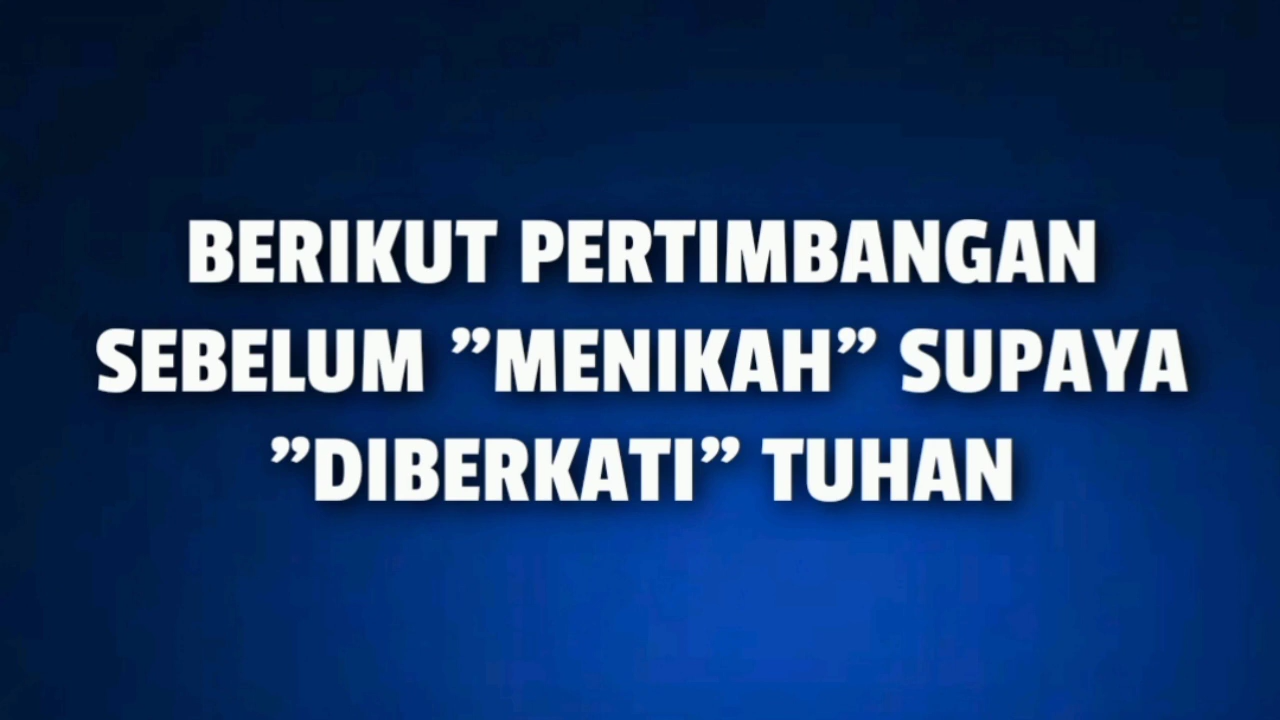 BERIKUT PERTIMBANGAN
SEBELUM ”MENIKAH” SUPAYA
”DIBERKATI” TUHAN